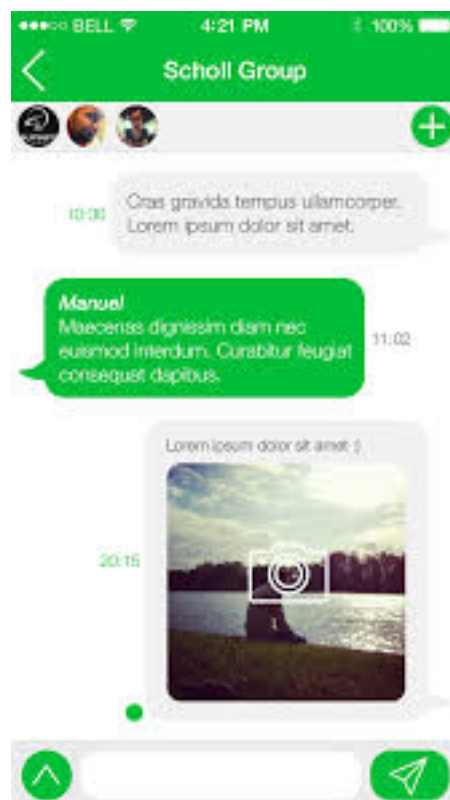 BELL 4:21 PM 100%
Scholl Group
10:00
Cras gravida tempus ullamcorper.
Lorem ipsum dolor sit amet.
Manuel
Maecenas dignissim diam nec
euismod interdum. Curabitur feugiat
consequat dapibus.
11:02
Lorem ipsum dolor sit amet :)
20:15